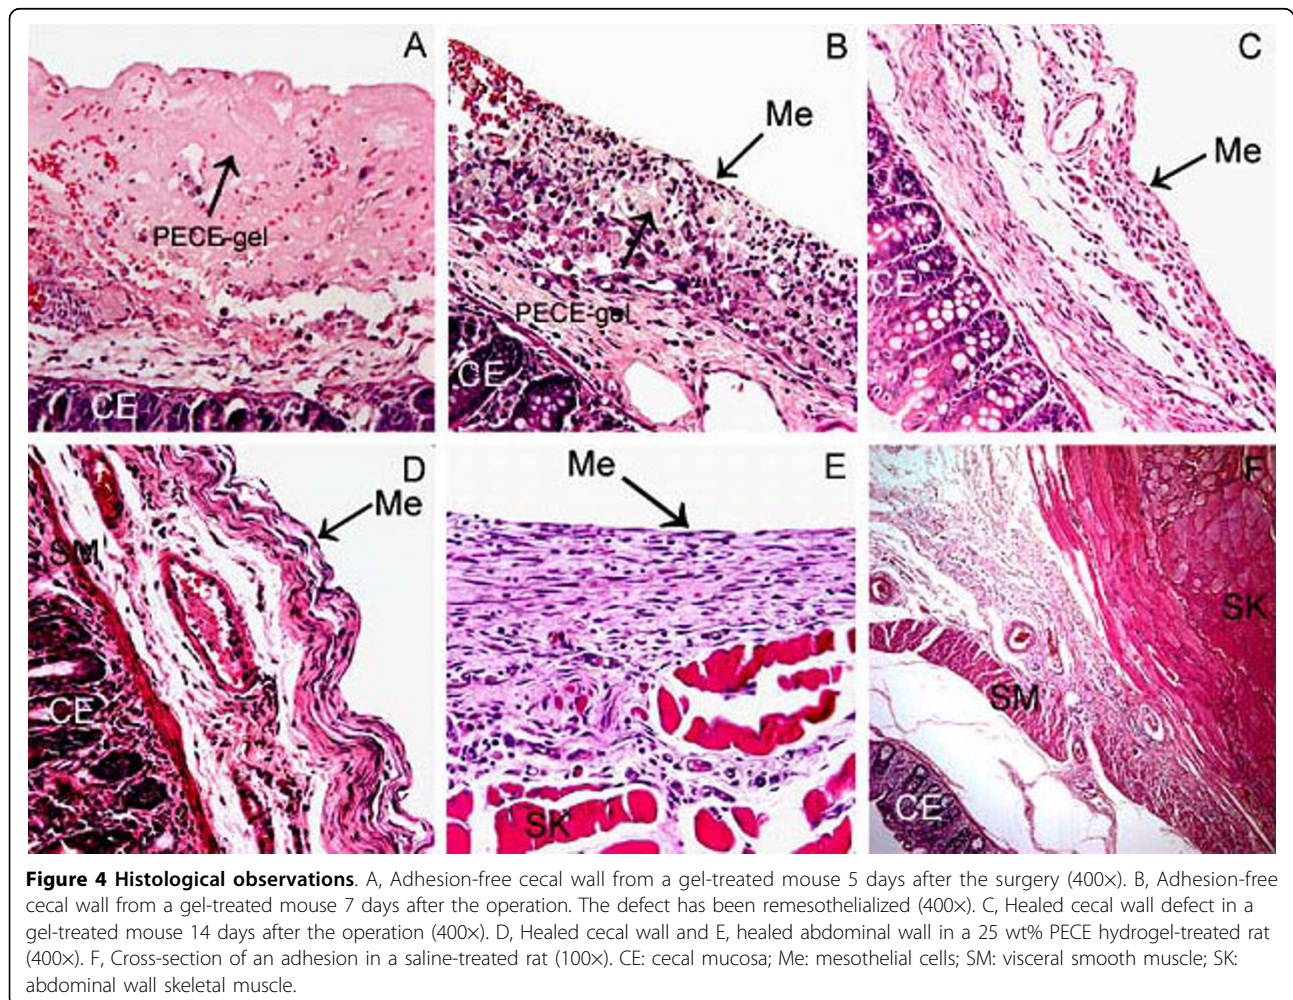 A
PECE-gel
CE
B
Me
PECE-gel
CE
C
Me
CE
D
Me
SM
CE
Me
E
SK
F
SK
SM
CE
Figure 4 Histological observations. A, Adhesion-free cecal wall from a gel-treated mouse 5 days after the surgery (400×). B, Adhesion-free
cecal wall from a gel-treated mouse 7 days after the operation. The defect has been remesothelialized (400×). C, Healed cecal wall defect in a
gel-treated mouse 14 days after the operation (400×). D, Healed cecal wall and E, healed abdominal wall in a 25 wt% PECE hydrogel-treated rat
(400×). F, Cross-section of an adhesion in a saline-treated rat (100×). CE: cecal mucosa; Me: mesothelial cells; SM: visceral smooth muscle; SK:
abdominal wall skeletal muscle.